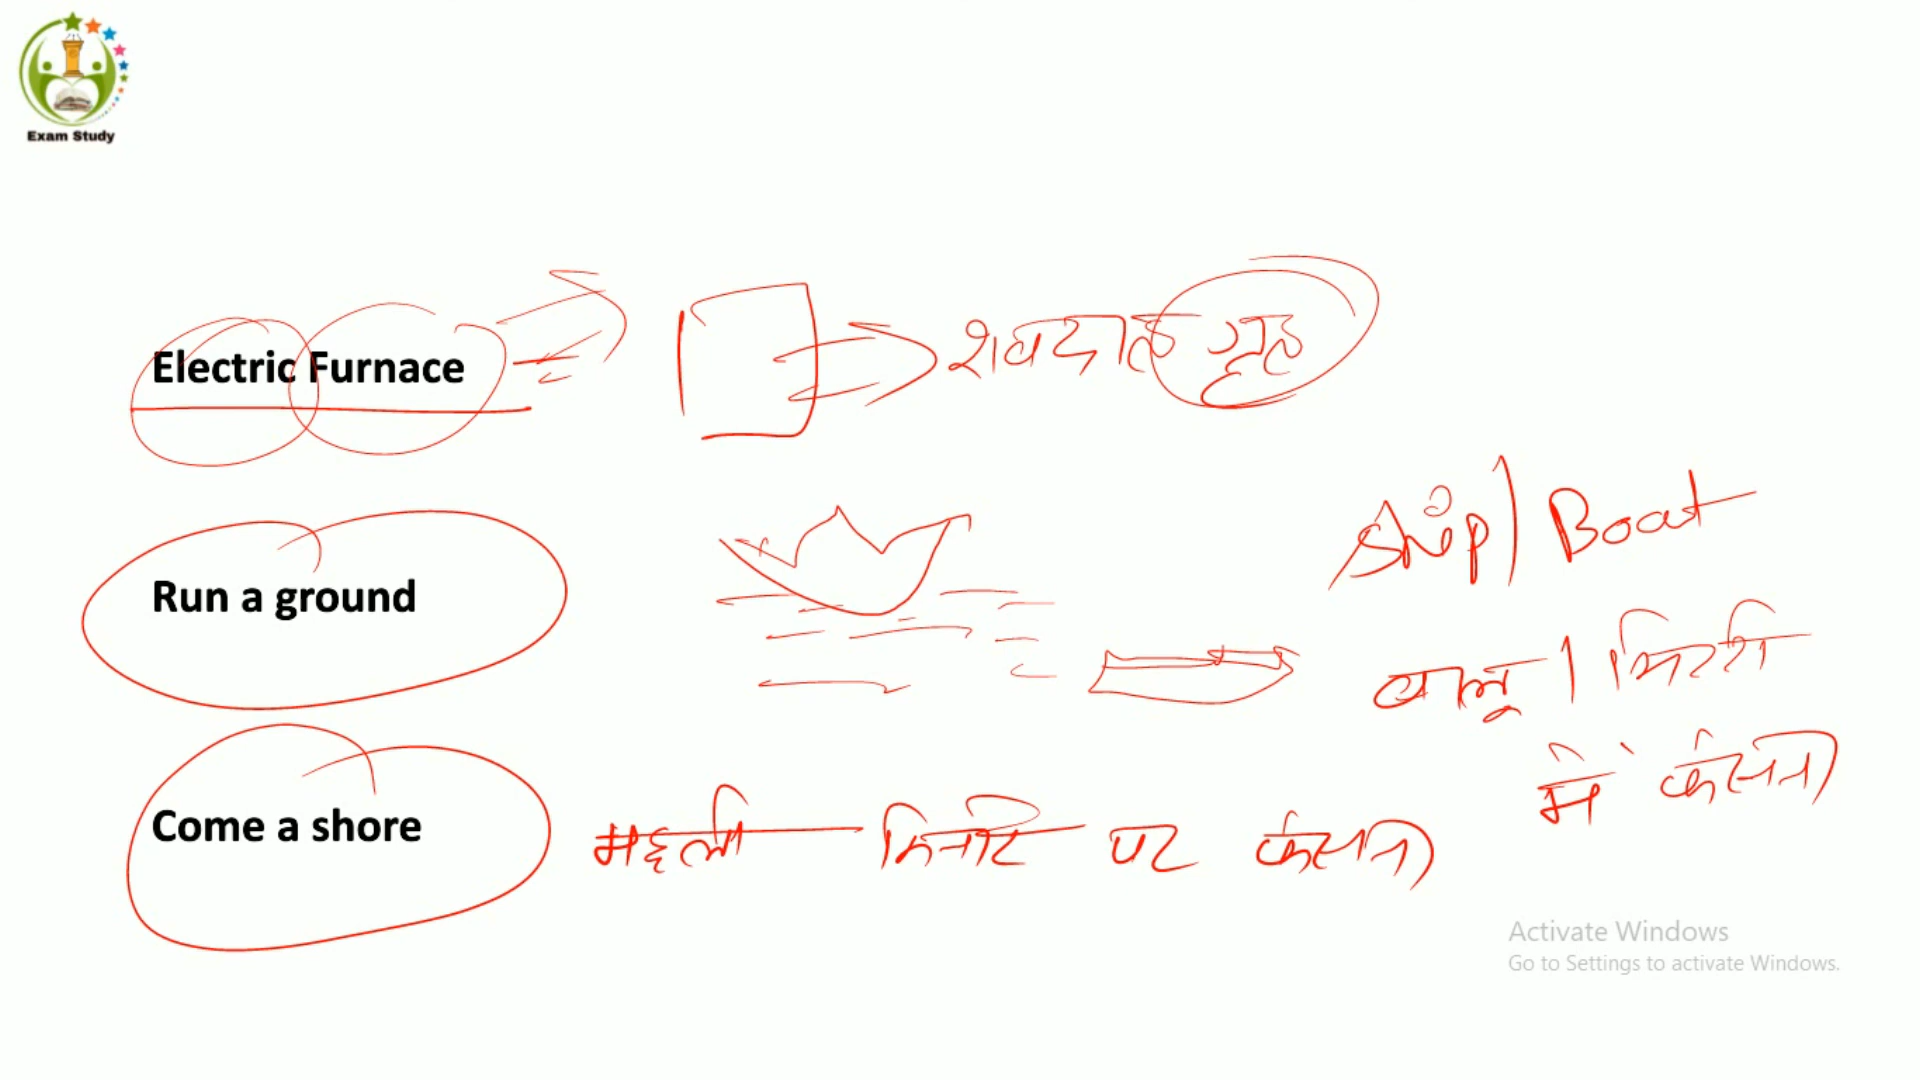 Exam Study
Electric Furnace
शवदाह गृह
Ship / Boat
Run a ground
बालू / मिट्टी
में फंसना
Come a shore
मछली किनारे पर फंसना
Activate Windows
Go to Settings to activate Windows.